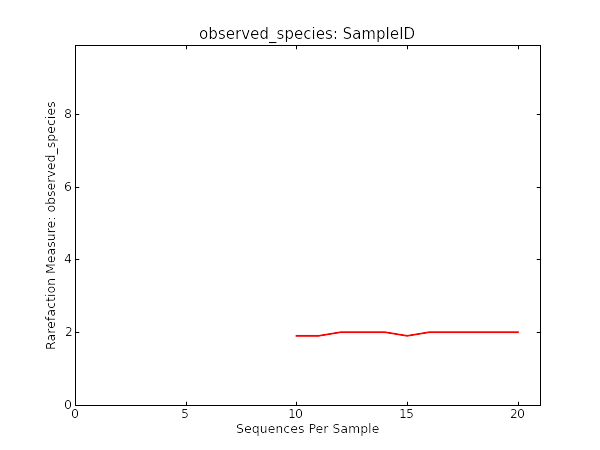 observed_species: SampleID
Rarefaction Measure: observed_species
8
6
4
2
0
0 5 10 15 20
Sequences Per Sample